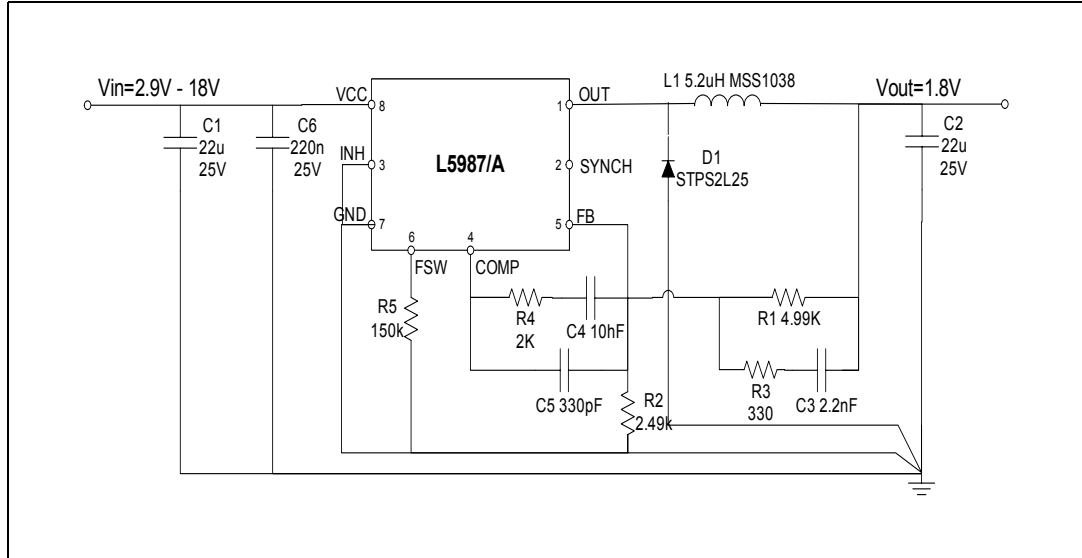 Vin=2.9V - 18V
C1
22u
25V
C6
220n
25V
VCC
8
INH
3
GND
7
L5987/A
6
FSW
4
COMP
1
OUT
2
SYNCH
5
FB
L1 5.2uH MSS1038
Vout=1.8V
D1
STPS2L25
C2
22u
25V
R5
150k
R4
2K
C4 10hF
C5 330pF
R2
2.49k
R1 4.99K
R3
330
C3 2.2nF